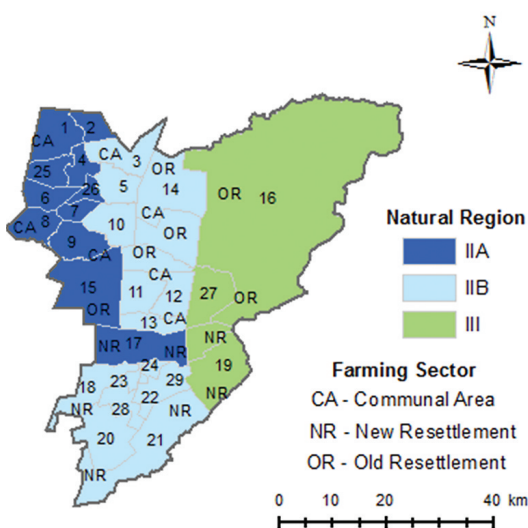 N
1 2
CA
4 CA 3 OR
25
26 5 14
6 OR 16
7
8 10 CA
CA OR
9 OR
CA CA
15 11 12 27 OR
OR 13 CA
NR 17 NR NR
24 19
18 23 29
NR 28 22 NR NR
20 21
NR
Natural Region
IIA
IIB
III
Farming Sector
CA - Communal Area
NR - New Resettlement
OR - Old Resettlement
0 10 20 40 km